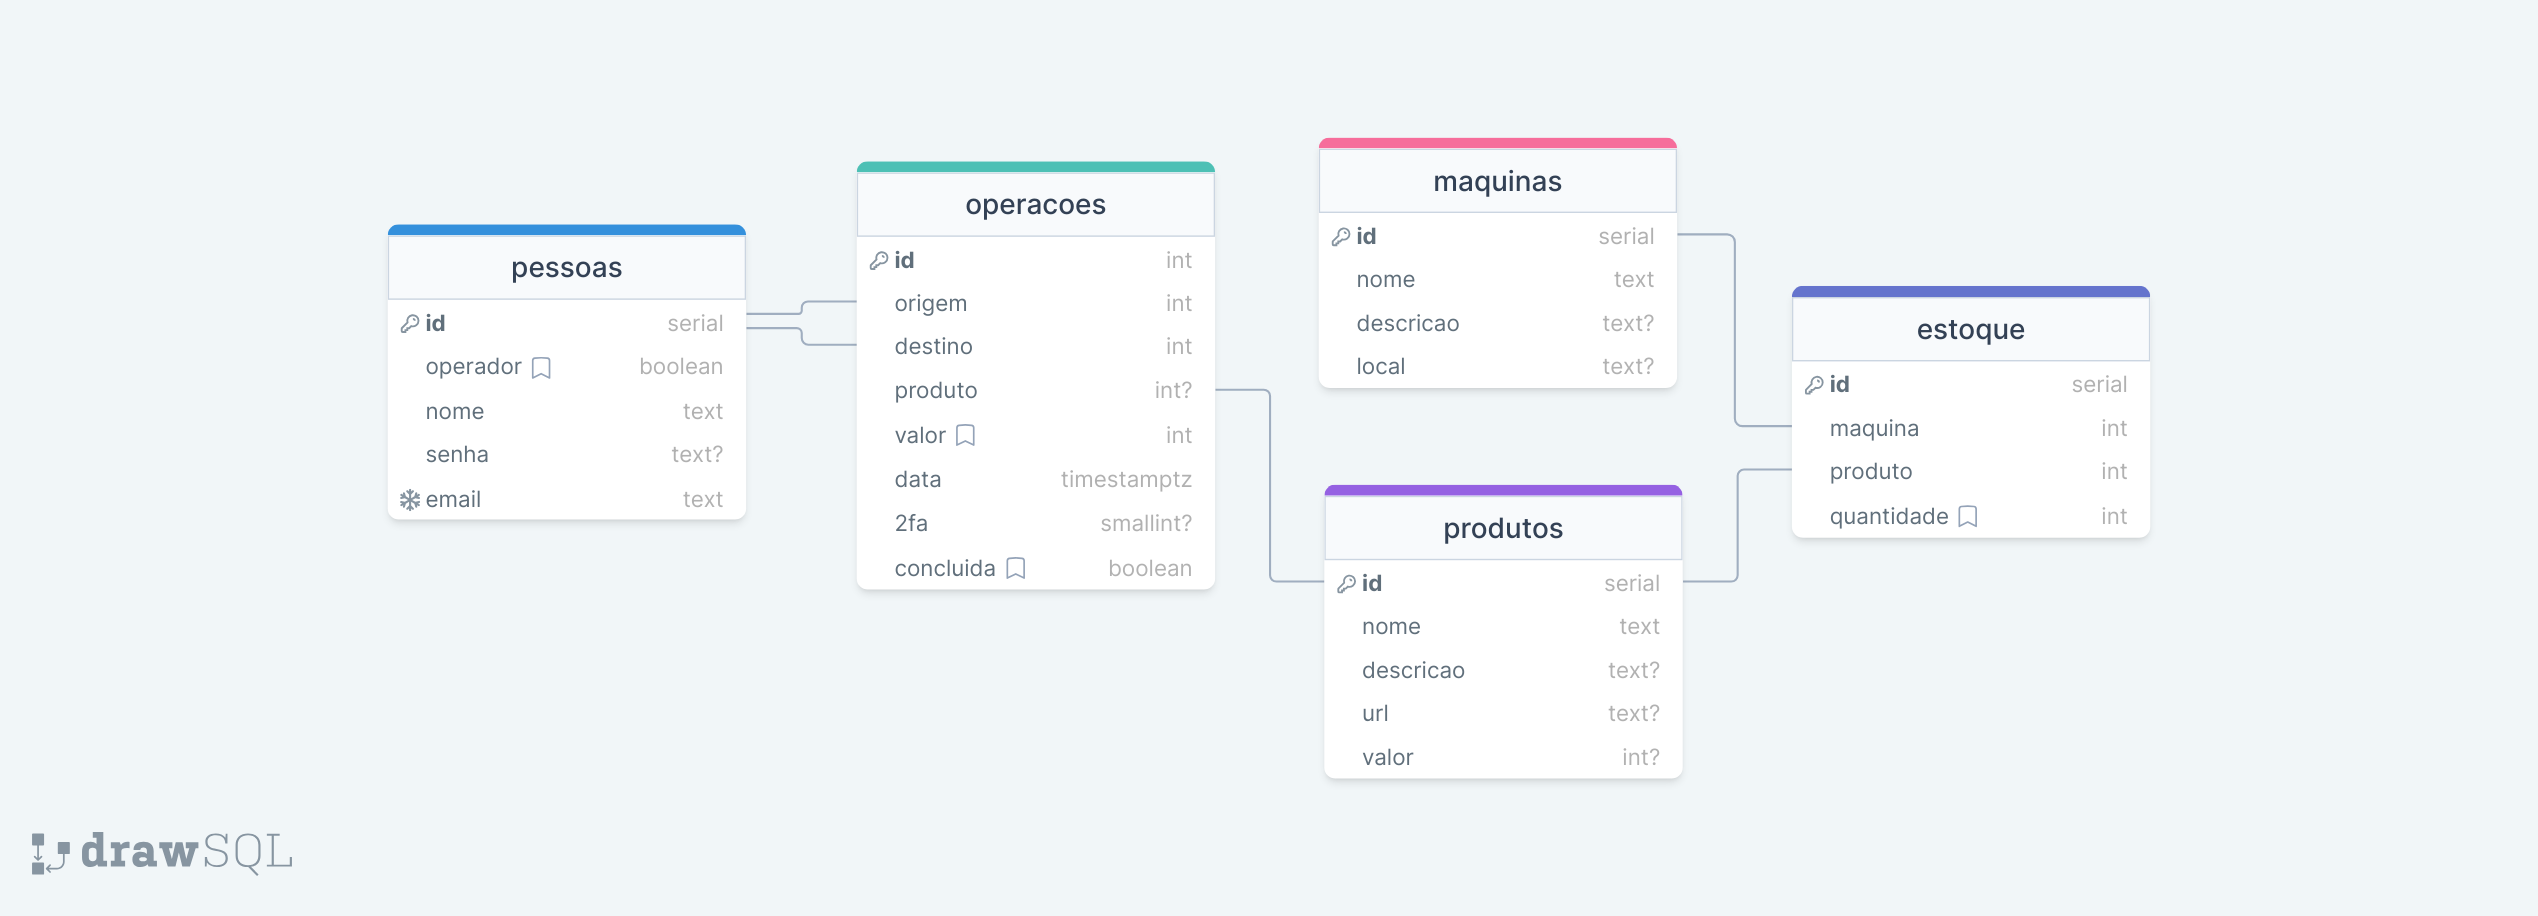 pessoas
id serial
operador boolean
nome text
senha text?
email text
operacoes
id int
origem int
destino int
produto int?
valor int
data timestamptz
2fa smallint?
concluida boolean
maquinas
id serial
nome text
descricao text?
local text?
produtos
id serial
nome text
descricao text?
url text?
valor int?
estoque
id serial
maquina int
produto int
quantidade int
drawSQL